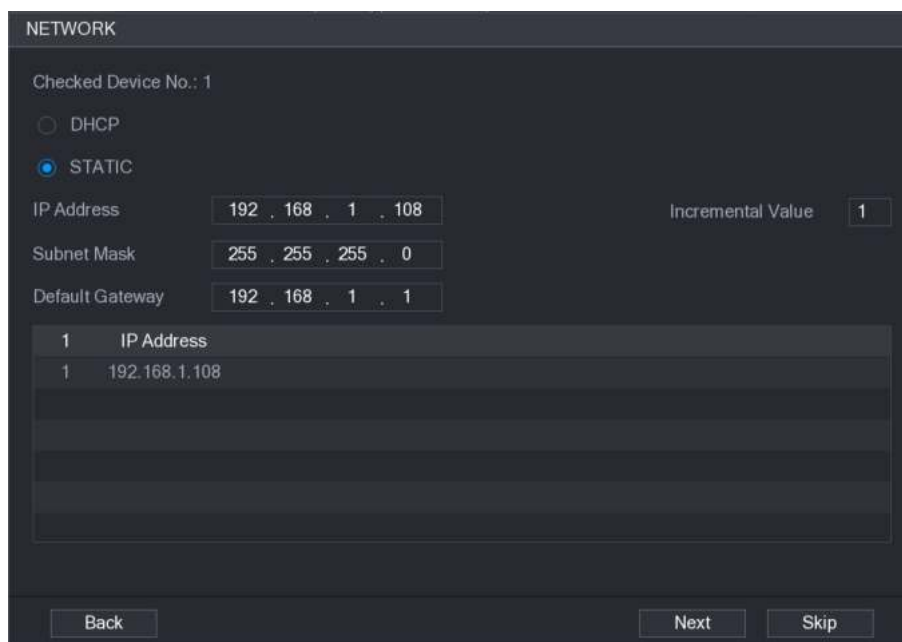 NETWORK
Checked Device No.: 1
DHCP
STATIC
IP Address 192 . 168 . 1 . 108 Incremental Value 1
Subnet Mask 255 . 255 . 255 . 0
Default Gateway 192 . 168 . 1 . 1
1 IP Address
1 192.168.1.108
Back Next Skip